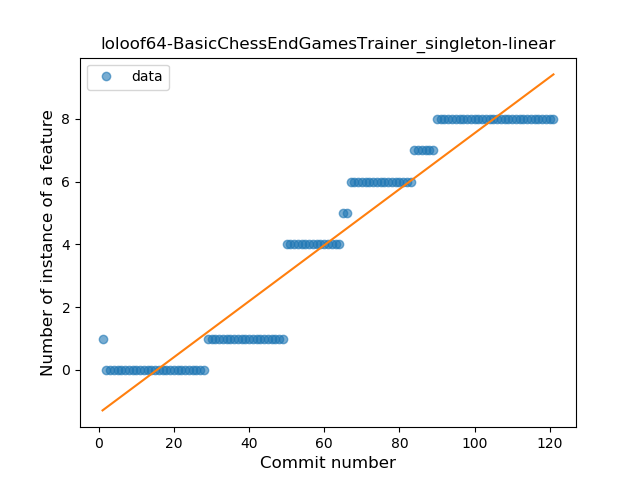 loloof64-BasicChessEndGamesTrainer_singleton-linear
data
Number of instance of a feature
8
6
4
2
0
0 20 40 60 80 100 120
Commit number